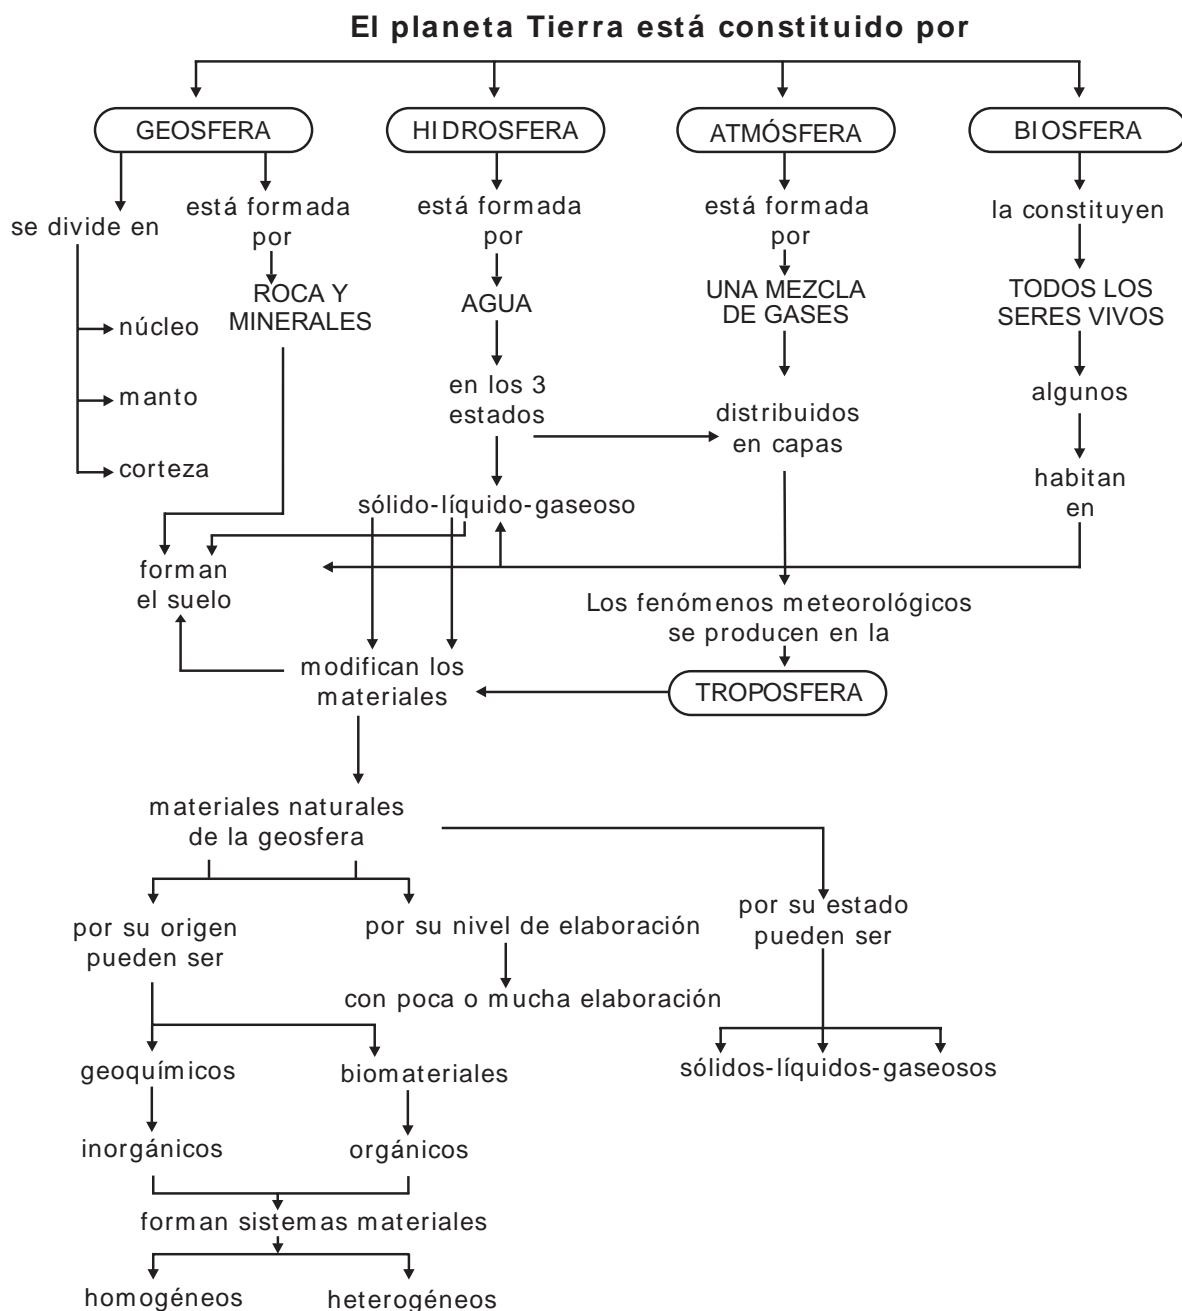 El planeta Tierra está constituido por
GEOSFERA
HIDROSFERA
ATMÓSFERA
BIOSFERA
se divide en
está formada
por
está formada
por
está formada
por
la constituyen
ROCA Y
MINERALES
AGUA
UNA MEZCLA
DE GASES
TODOS LOS
SERES VIVOS
núcleo
manto
corteza
en los 3
estados
distribuidos
en capas
algunos
habitan
en
sólido-líquido-gaseoso
forman
el suelo
Los fenómenos meteorológicos
se producen en la
modifican los
materiales
TROPOSFERA
materiales naturales
de la geosfera
por su origen
pueden ser
por su nivel de elaboración
por su estado
pueden ser
con poca o mucha elaboración
geoquímicos
biomateriales
sólidos-líquidos-gaseosos
inorgánicos
orgánicos
forman sistemas materiales
homogéneos
heterogéneos